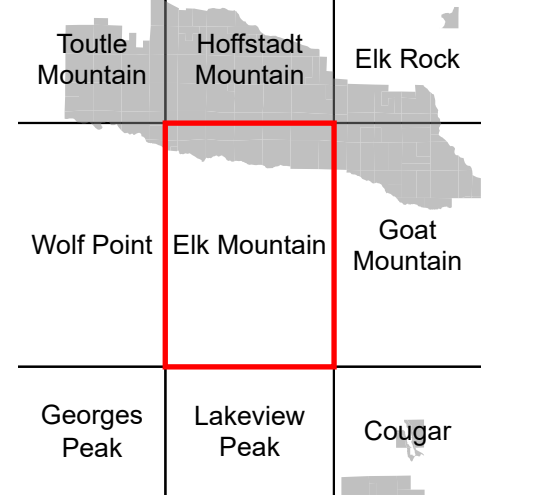 Toutle
Mountain
Hoffstadt
Mountain
Elk Rock
Wolf Point
Elk Mountain
Goat
Mountain
Georges
Peak
Lakeview
Peak
Cougar